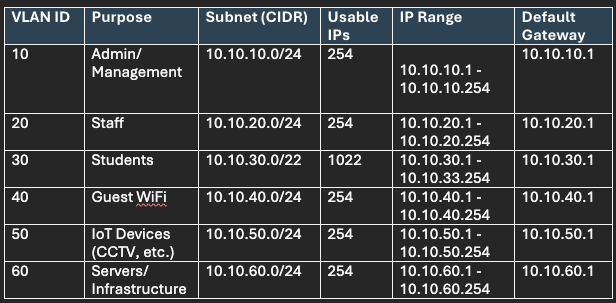 VLAN ID Purpose Subnet (CIDR) Usable IPs IP Range Default Gateway
10 Admin/ Management 10.10.10.0/24 254 10.10.10.1 - 10.10.10.254 10.10.10.1
20 Staff 10.10.20.0/24 254 10.10.20.1 - 10.10.20.254 10.10.20.1
30 Students 10.10.30.0/22 1022 10.10.30.1 - 10.10.33.254 10.10.30.1
40 Guest WiFi 10.10.40.0/24 254 10.10.40.1 - 10.10.40.254 10.10.40.1
50 IoT Devices (CCTV, etc.) 10.10.50.0/24 254 10.10.50.1 - 10.10.50.254 10.10.50.1
60 Servers/ Infrastructure 10.10.60.0/24 254 10.10.60.1 - 10.10.60.254 10.10.60.1